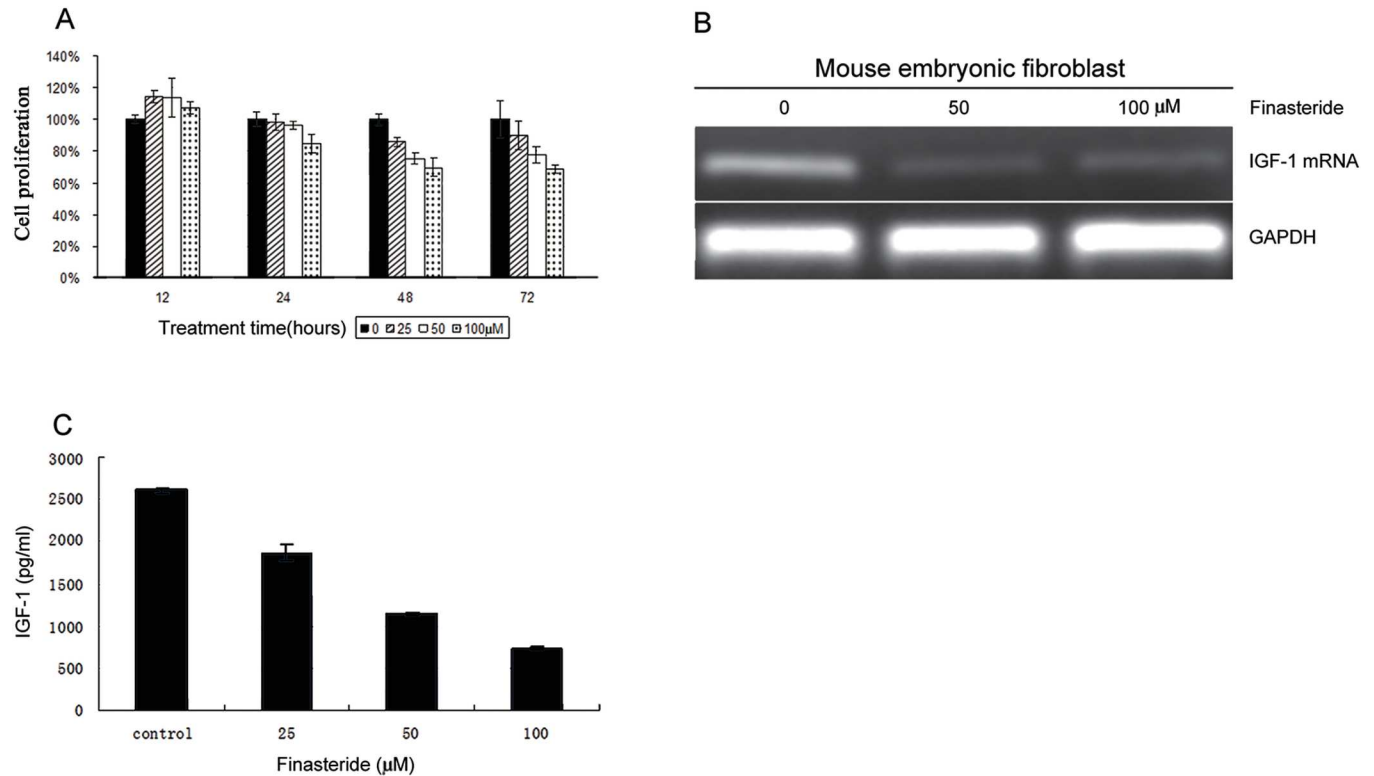 A
140%
120%
100%
80%
60%
40%
20%
0%
Cell proliferation
12 24 48 72
Treatment time(hours) 0 25 50 100μM
B
Mouse embryonic fibroblast
0 50 100 μM Finasteride
IGF-1 mRNA
GAPDH
C
3000
2500
2000
1500
1000
500
0
IGF-1 (pg/ml)
control 25 50 100
Finasteride (μM)